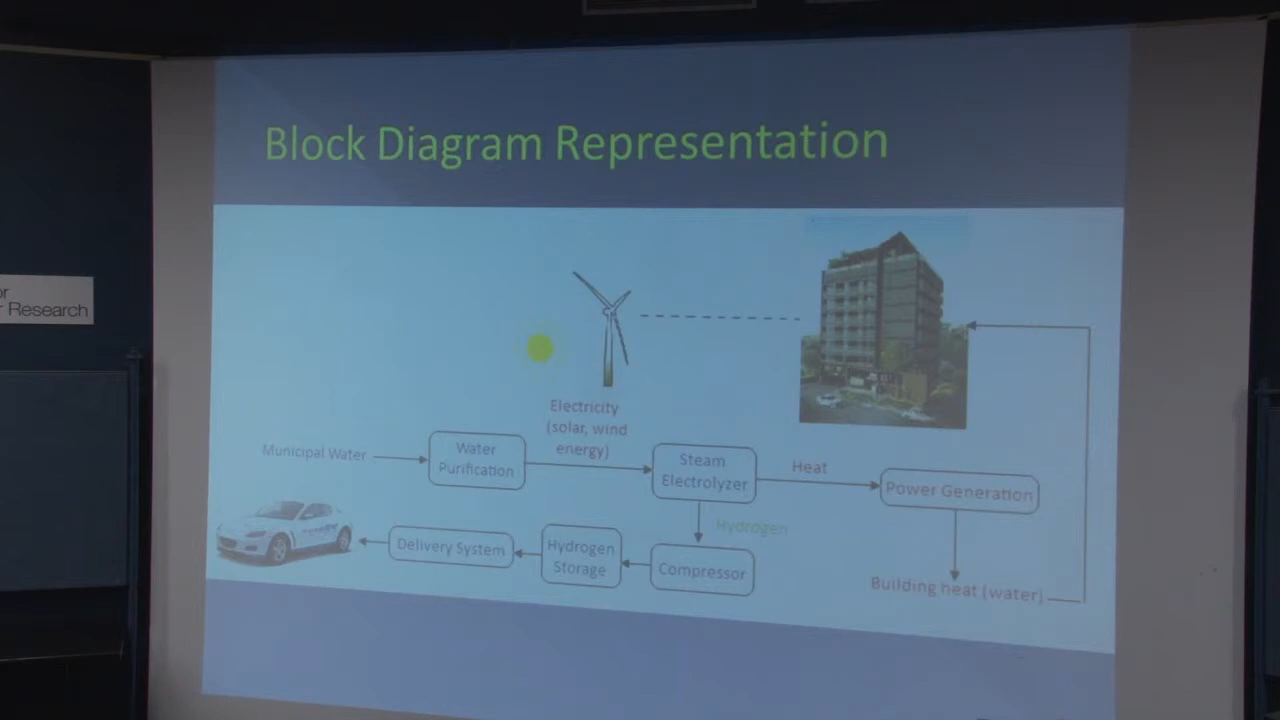 Block Diagram Representation
or
r Research
Electricity
(solar, wind
energy)
Municipal Water
Water
Purification
Steam
Electrolyzer
Heat
Power Generation
Hydrogen
Delivery System
Hydrogen
Storage
Compressor
Building heat (water)